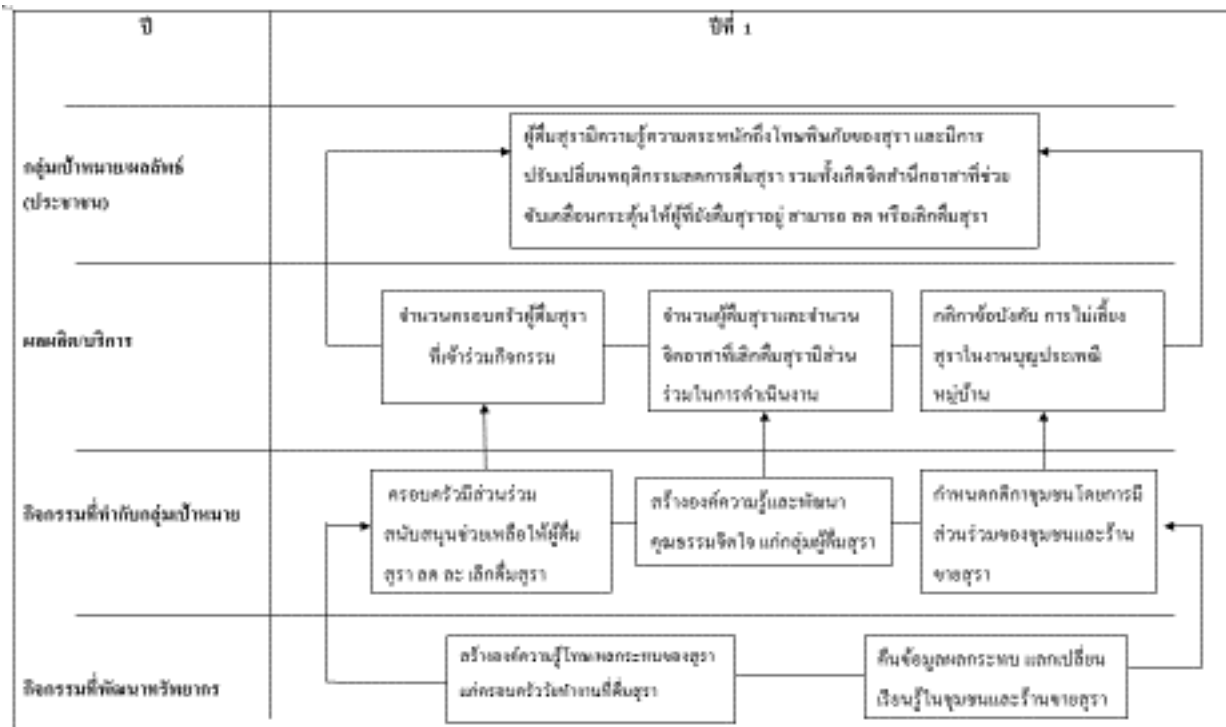 ปี
ปีที่ 1
กลุ่มเป้าหมาย/ผลลัพธ์
(ประชาชน)
ผู้ดื่มสุรามีความรู้ความตระหนักถึงโทษพิษภัยของสุรา และมีการ
ปรับเปลี่ยนพฤติกรรมลดการดื่มสุรา รวมทั้งเกิดจิตสำนึกอาสาที่ช่วย
ขับเคลื่อนกระตุ้นให้ผู้ที่ยังดื่มสุราอยู่ สามารถ ลด หรือเลิกดื่มสุรา
ผลผลิต/บริการ
จำนวนครอบครัวผู้ดื่มสุรา
ที่เข้าร่วมกิจกรรม
จำนวนผู้ดื่มสุราและจำนวน
จิตอาสาที่เลิกดื่มสุรามีส่วน
ร่วมในการดำเนินงาน
กติกาข้อบังคับ การไม่เลี้ยง
สุราในงานบุญประเพณี
หมู่บ้าน
กิจกรรมที่ทำกับกลุ่มเป้าหมาย
ครอบครัวมีส่วนร่วม
สนับสนุนช่วยเหลือให้ผู้ดื่ม
สุรา ลด ละ เลิกดื่มสุรา
สร้างองค์ความรู้และพัฒนา
คุณธรรมจิตใจ แก่กลุ่มผู้ดื่มสุรา
กำหนดกติกาชุมชนโดยการมี
ส่วนร่วมของชุมชนและร้าน
ขายสุรา
กิจกรรมที่พัฒนาทรัพยากร
สร้างองค์ความรู้โทษ/ผลกระทบของสุรา
แก่ครอบครัววัยทำงานที่ดื่มสุรา
คืนข้อมูลผลกระทบ แลกเปลี่ยน
เรียนรู้ในชุมชนและร้านขายสุรา